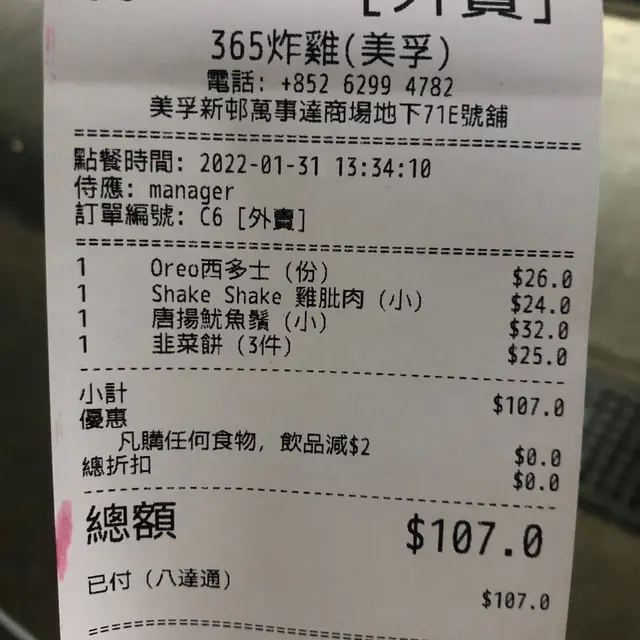 [外賣]
365炸雞(美孚)
電話: +852 6299 4782
美孚新邨萬事達商場地下71E號舖
點餐時間: 2022-01-31 13:34:10
侍應: manager
訂單編號: C6 [外賣]
1 Oreo西多士 (份) $26.0
1 Shake Shake 雞肶肉 (小) $24.0
1 唐揚魷魚鬚 (小) $32.0
1 韭菜餅 (3件) $25.0
小計 $107.0
優惠
凡購任何食物, 飲品減$2 $0.0
總折扣 $0.0
總額 $107.0
已付 (八達通) $107.0